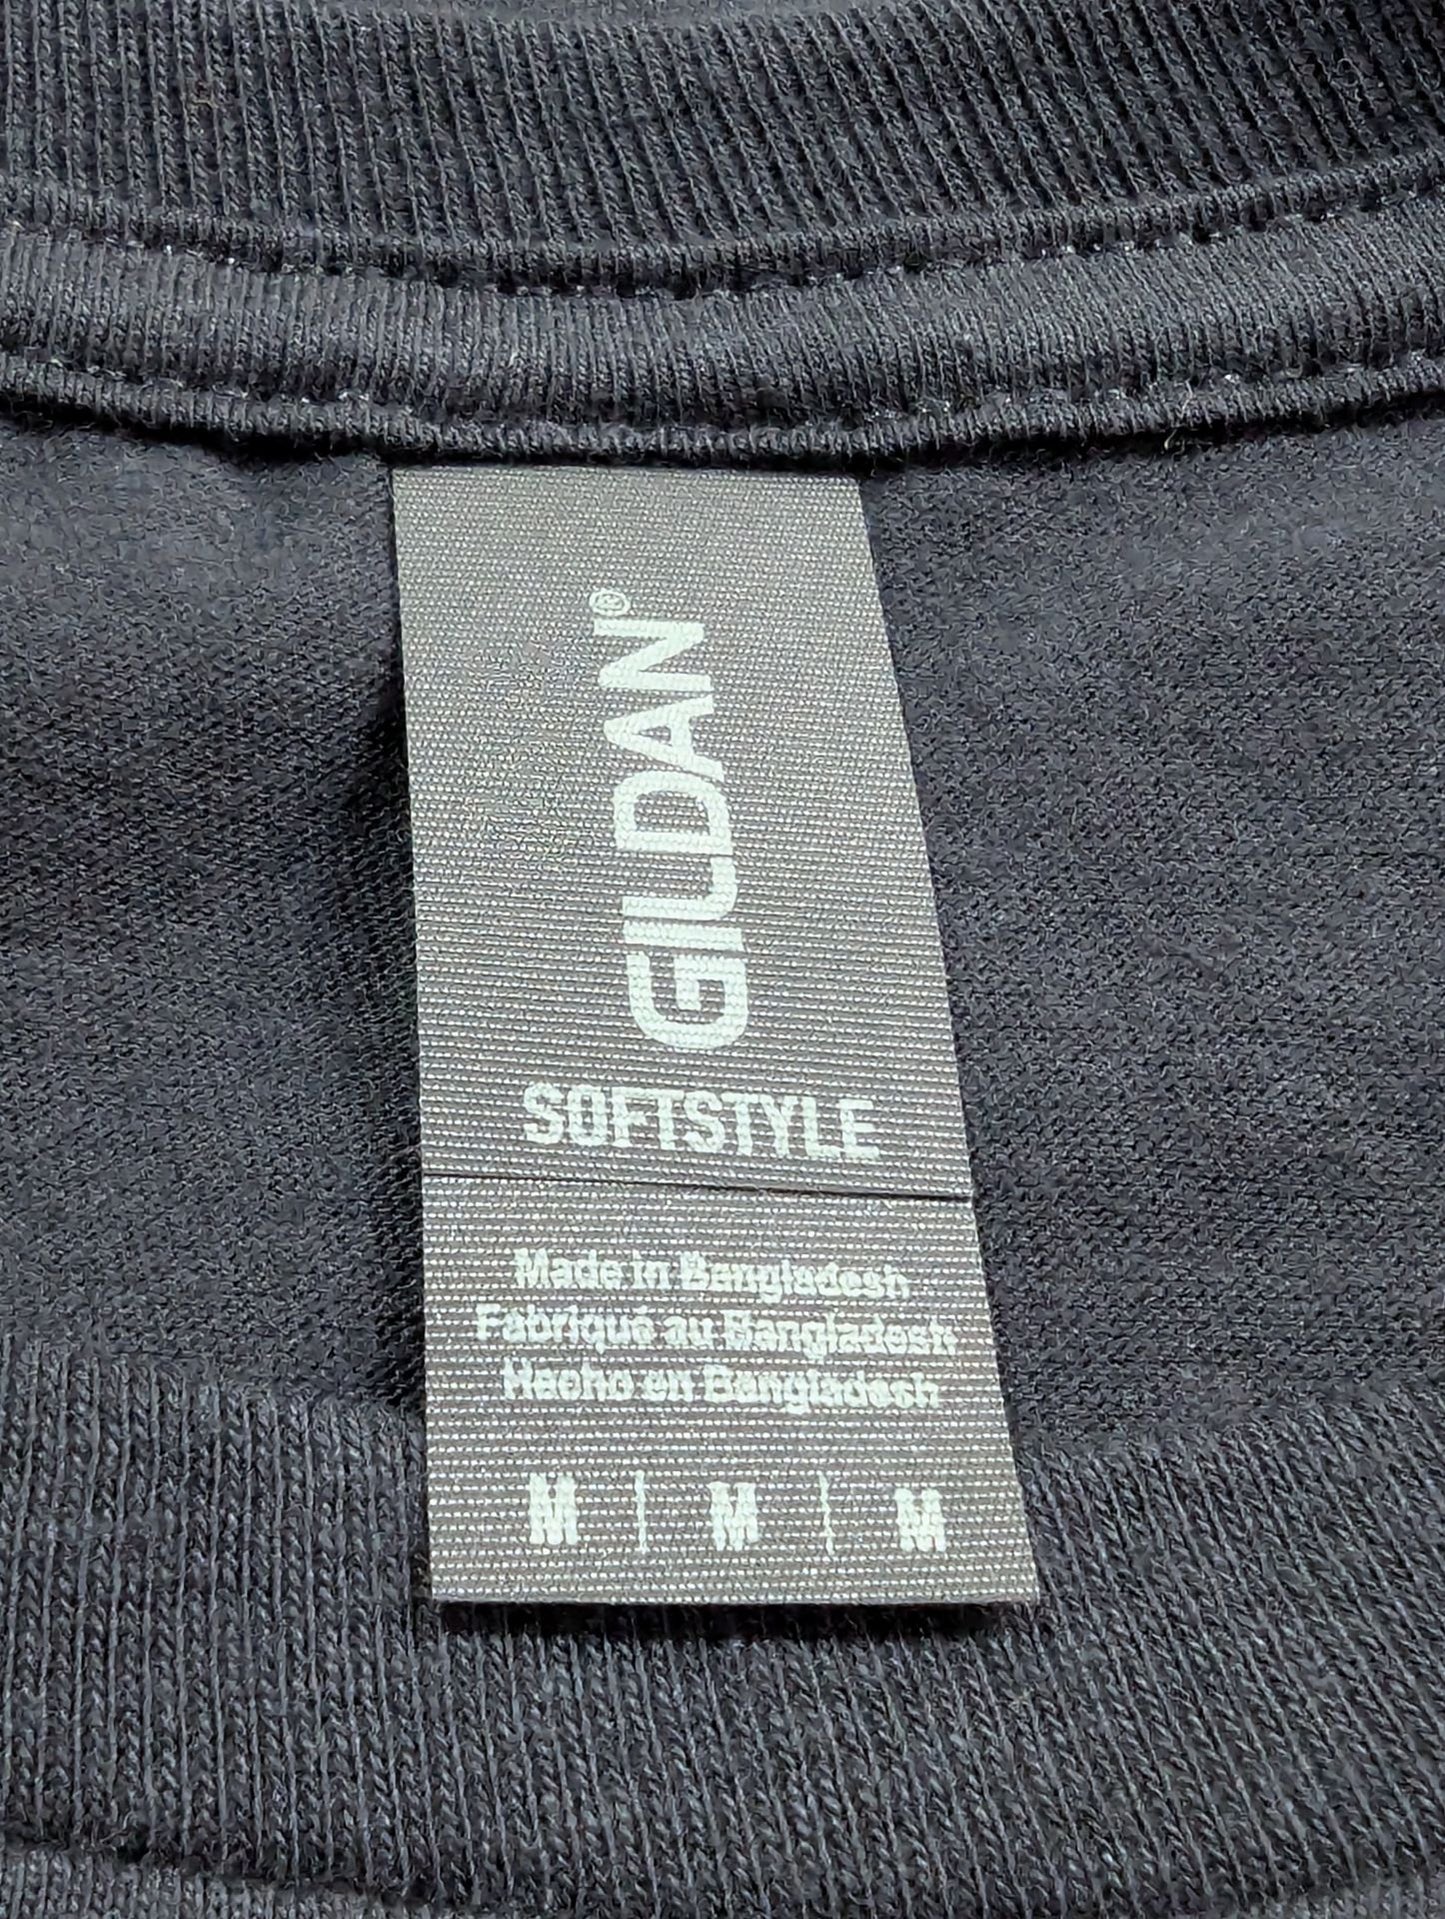 GILDAN®
SOFTSTYLE
Made in Bangladesh
Fabriqué au Bangladesh
Hecho en Bangladesh
M | M | M